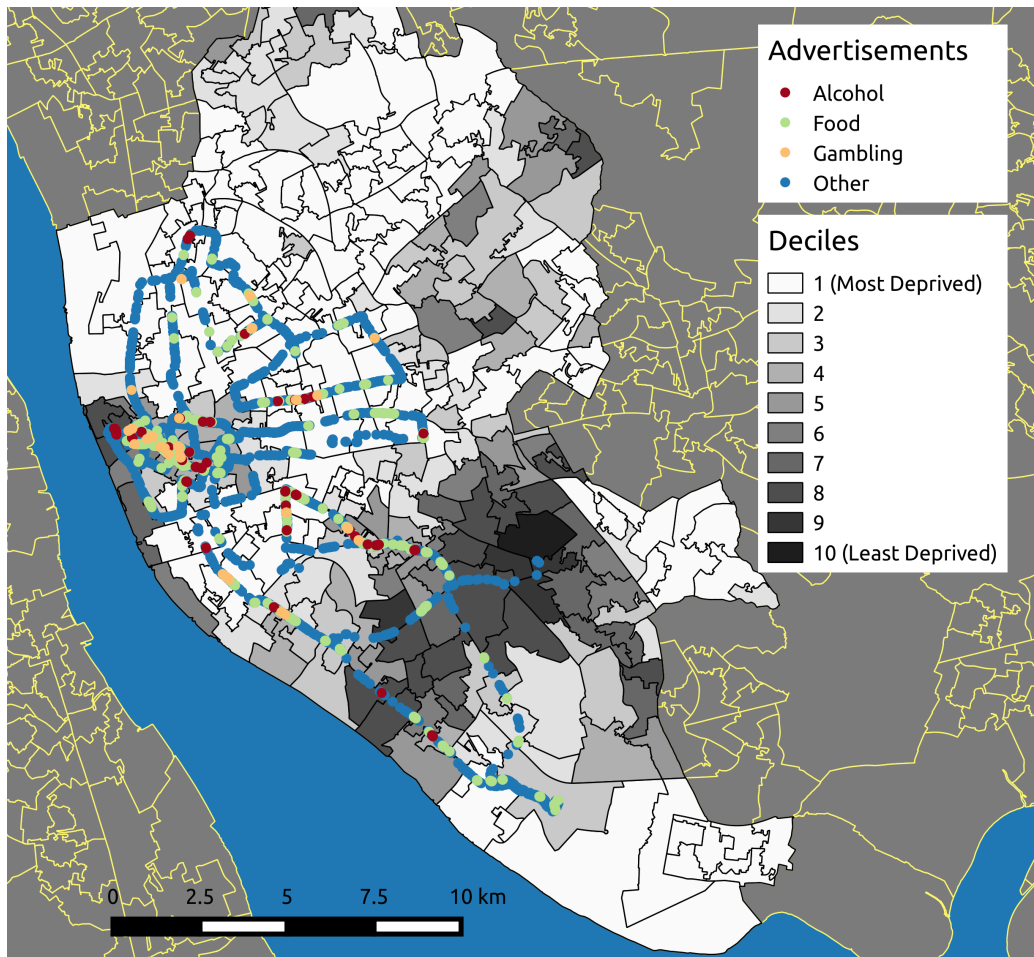 Advertisements
Alcohol
Food
Gambling
Other
Deciles
1 (Most Deprived)
2
3
4
5
6
7
8
9
10 (Least Deprived)
0 2.5 5 7.5 10 km